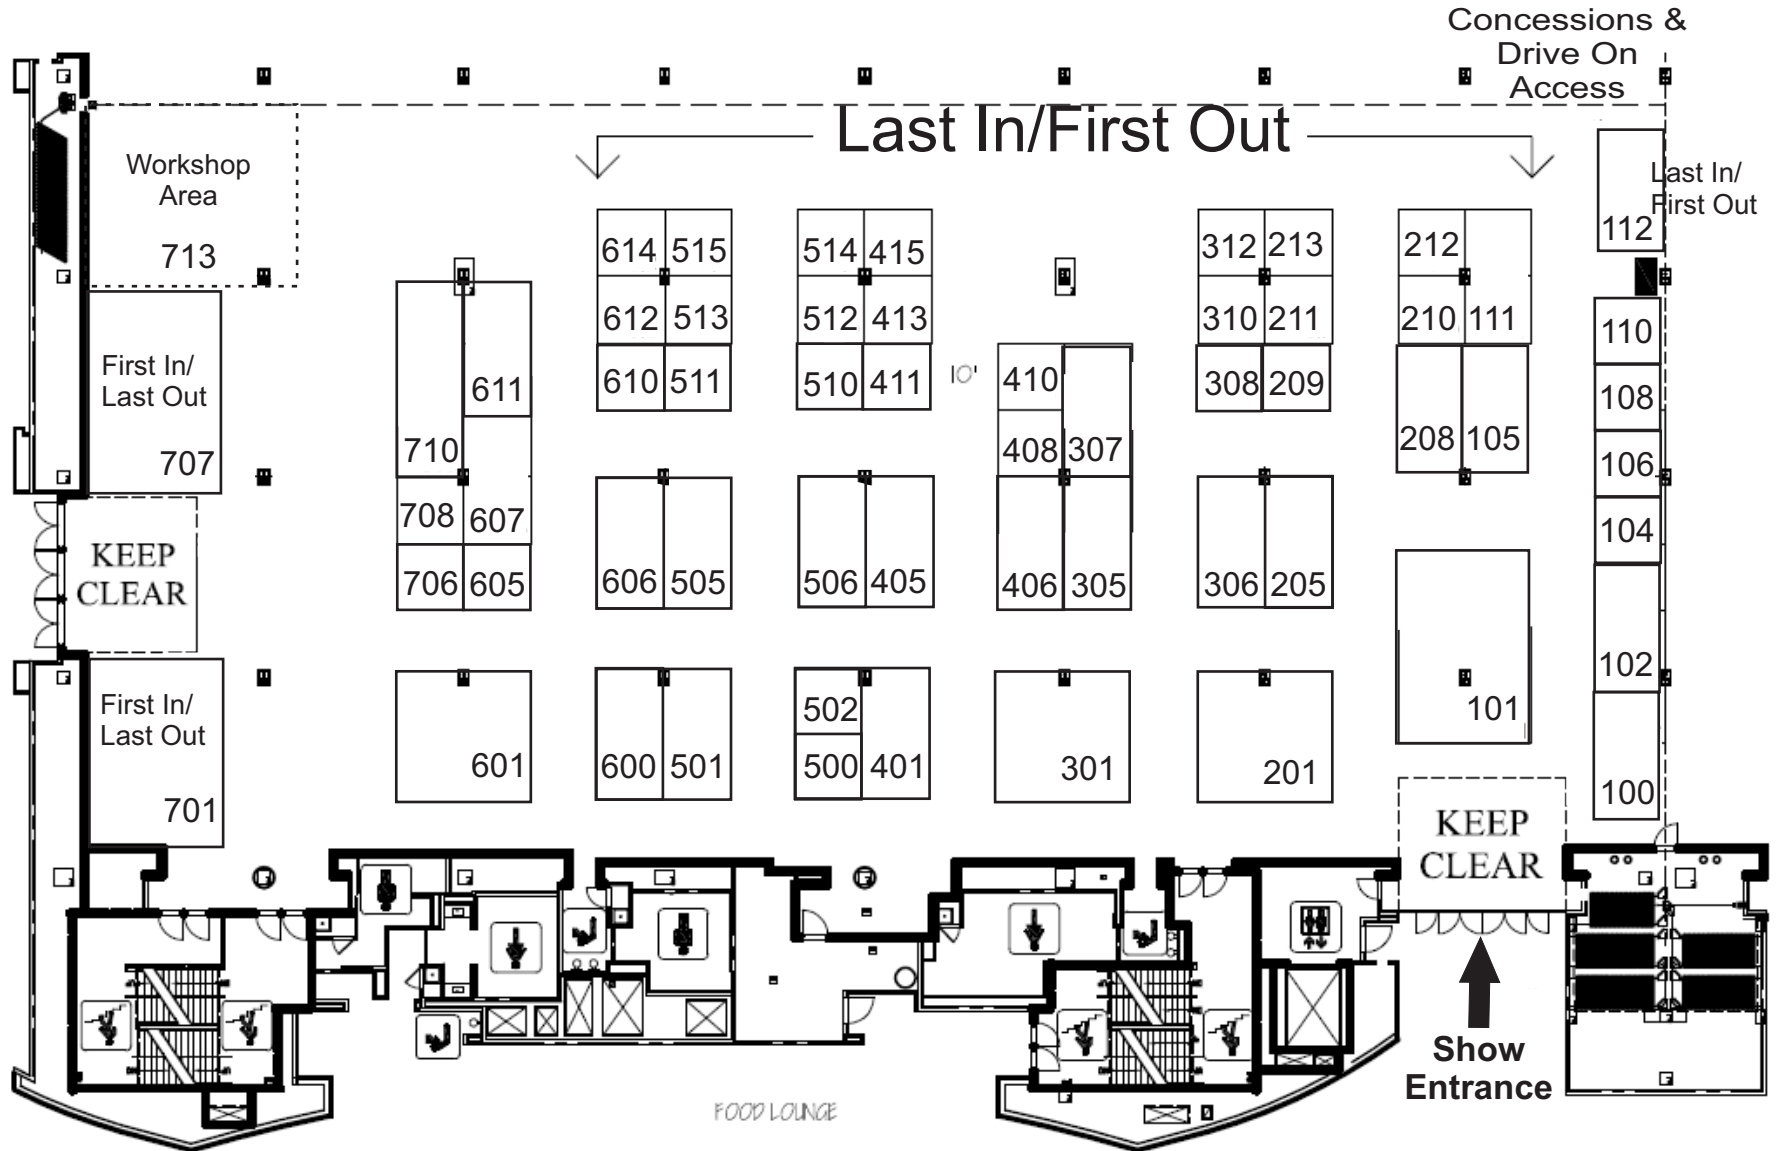 Concessions &
Drive On
Access
Last In/First Out
Workshop
Area
713
Last In/
First Out
112
614 515
514 415
312 213
212
612 513
512 413
310 211
210 111
110
First In/
Last Out
707
611
610 511
510 411
10'
410
308 209
108
710
408 307
208 105
106
708 607
104
KEEP
CLEAR
706 605
606 505
506 405
406 305
306 205
102
First In/
Last Out
701
502
101
601
600 501
500 401
301
201
100
KEEP
CLEAR
Show
Entrance
FOOD LOUNGE